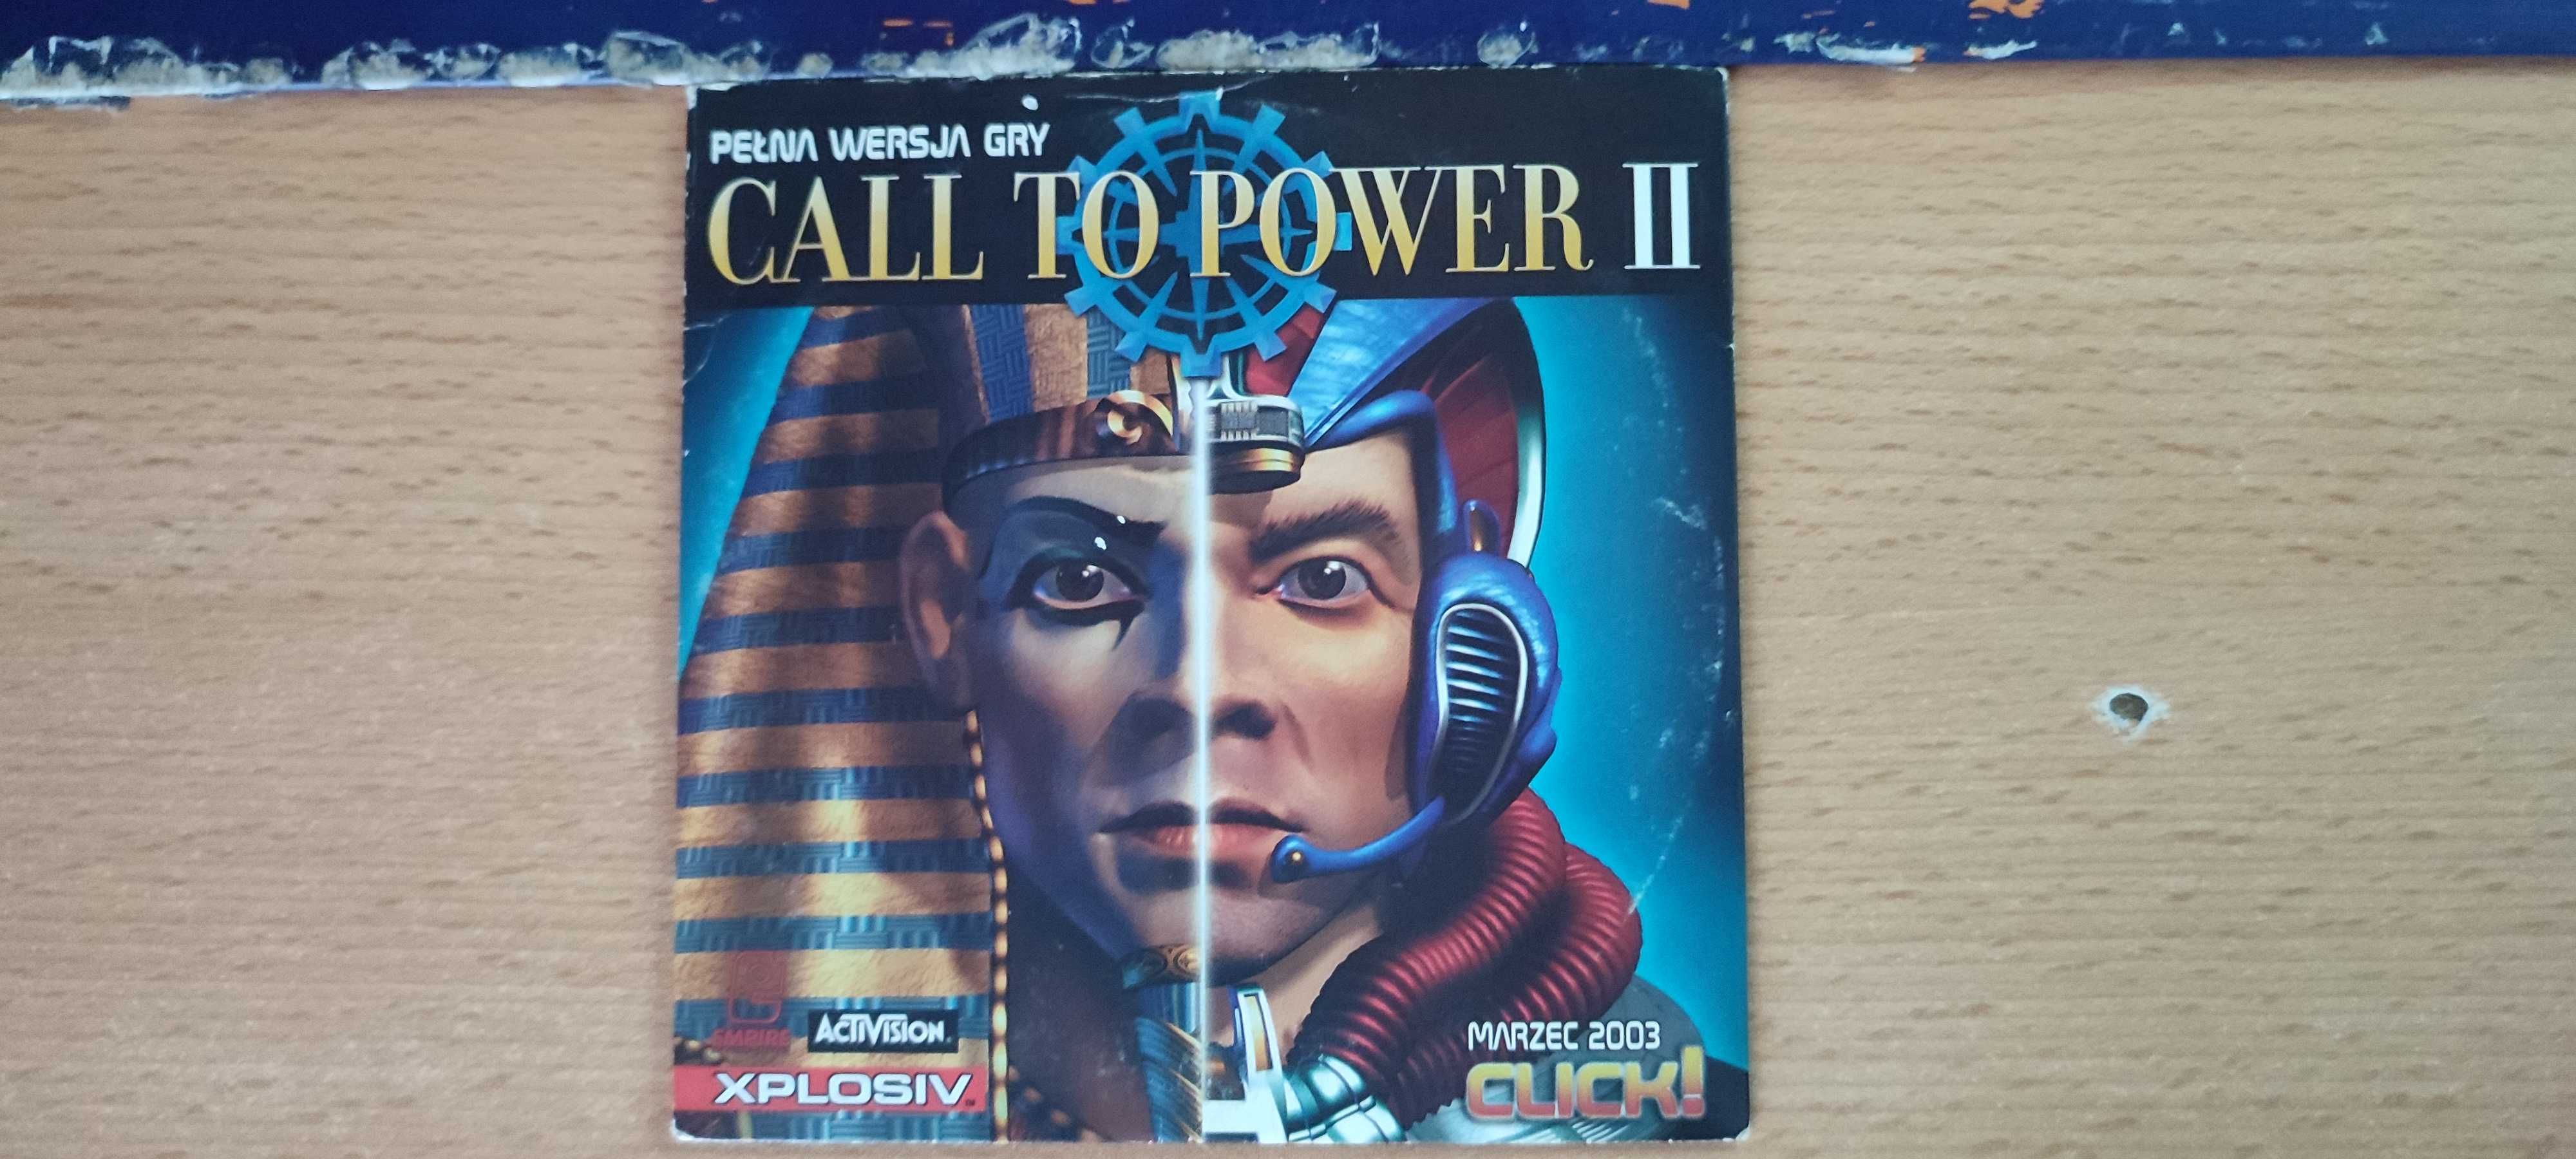 PEŁNA WERSJA GRY
CALL TO POWER II
EMPIRE
ACTIVISION
XPLOSIV
MARZEC 2003
CLICK!